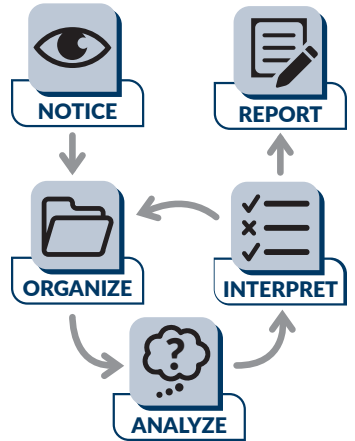 NOTICE
REPORT
ORGANIZE
INTERPRET
?
ANALYZE